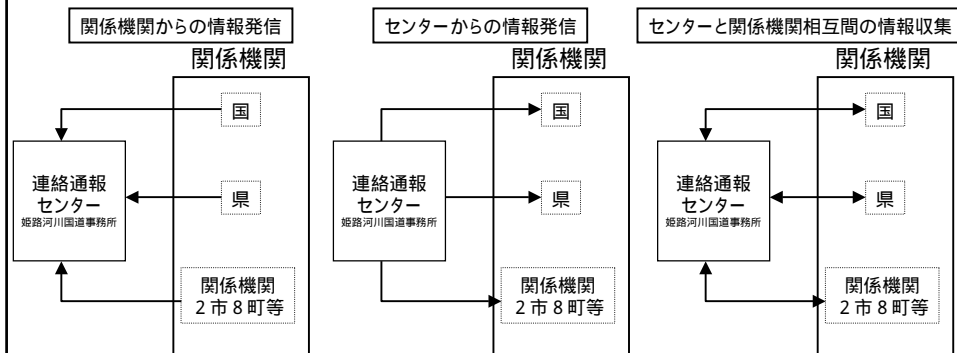 関係機関からの情報発信
関係機関
国
県
連絡通報
センター
姫路河川国道事務所
関係機関
２市８町等
センターからの情報発信
関係機関
国
県
連絡通報
センター
姫路河川国道事務所
関係機関
２市８町等
センターと関係機関相互間の情報収集
関係機関
国
県
連絡通報
センター
姫路河川国道事務所
関係機関
２市８町等